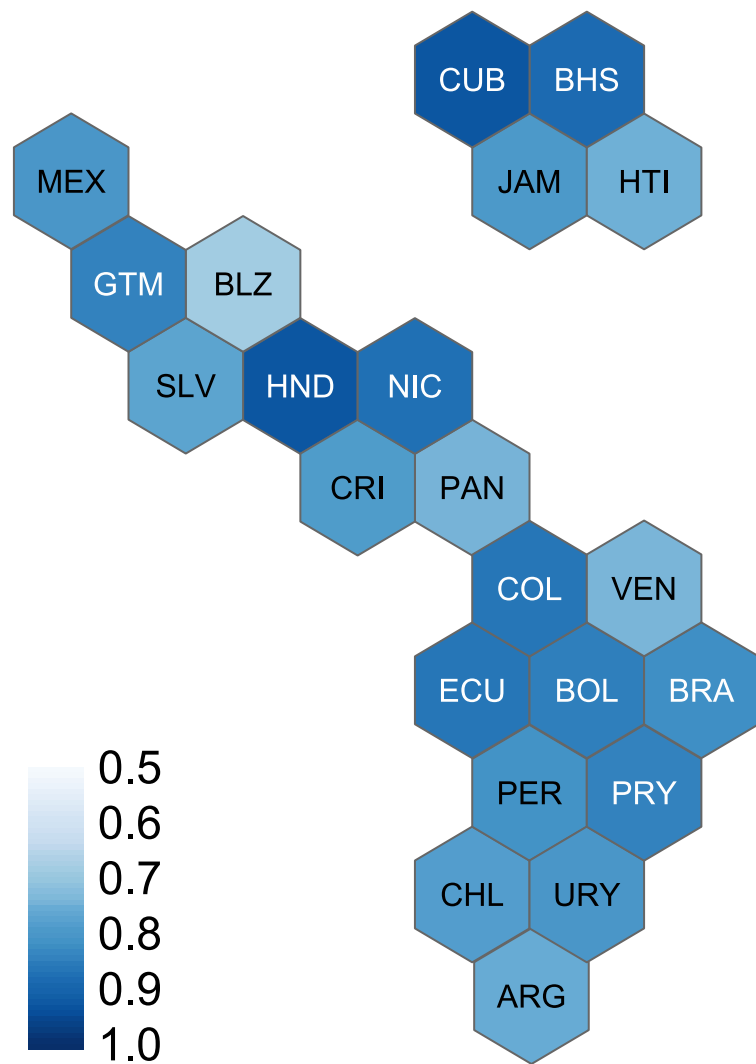 CUB BHS
MEX JAM HTI
GTM BLZ
SLV HND NIC
CRI PAN
COL VEN
ECU BOL BRA
0.5
0.6
0.7
0.8
0.9
1.0
PER PRY
CHL URY
ARG